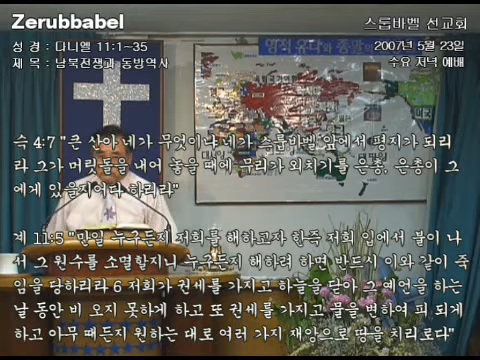 Zerubbabel
스룹바벨 선교회
성 경 : 다니엘 11:1~35
2007년 5월 23일
제 목 : 남북전쟁과 동방역사
수요 저녁 예배
슥 4:7 "큰 산아 네가 무엇이냐 네가 스룹바벨 앞에서 평지가 되리
라 그가 머릿돌을 내어 놓을 때에 무리가 외치기를 은총, 은총이 그
에게 있을지어다 하리라"
계 11:5 "만일 누구든지 저희를 해하고자 한즉 저희 입에서 불이 나
서 그 원수를 소멸할지니 누구든지 해하려 하면 반드시 이와 같이 죽
임을 당하리라 6 저희가 권세를 가지고 하늘을 닫아 그 예언을 하는
날 동안 비 오지 못하게 하고 또 권세를 가지고 물을 변하여 피 되게
하고 아무 때든지 원하는 대로 여러 가지 재앙으로 땅을 치리로다"